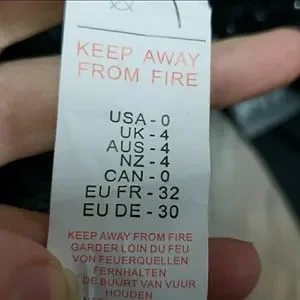 KEEP AWAY
FROM FIRE
USA - 0
UK - 4
AUS - 4
NZ - 4
CAN - 0
EU FR - 32
EU DE - 30
KEEP AWAY FROM FIRE
GARDER LOIN DU FEU
VON FEUERQUELLEN
FERNHALTEN
DE BUURT VAN VUUR
HOUDEN